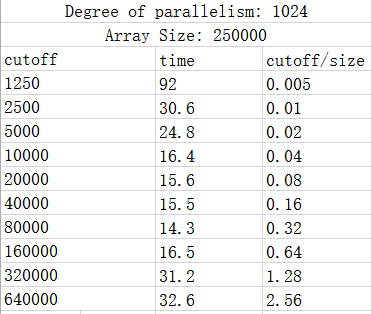 Degree of parallelism: 1024
Array Size: 250000
cutoff time cutoff/size
1250 92 0.005
2500 30.6 0.01
5000 24.8 0.02
10000 16.4 0.04
20000 15.6 0.08
40000 15.5 0.16
80000 14.3 0.32
160000 16.5 0.64
320000 31.2 1.28
640000 32.6 2.56